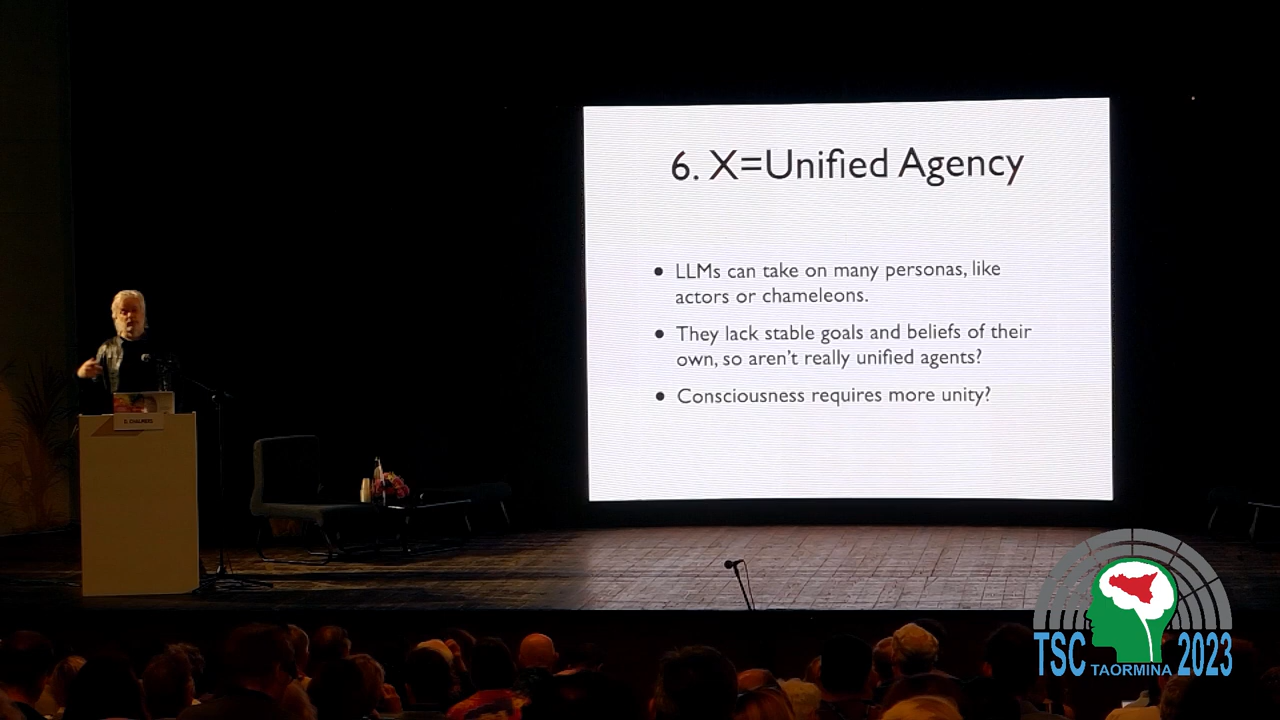 6. X=Unified Agency
• LLMs can take on many personas, like
actors or chameleons.
• They lack stable goals and beliefs of their
own, so aren't really unified agents?
• Consciousness requires more unity?
D. CHALMERS
TSC TAORMINA 2023